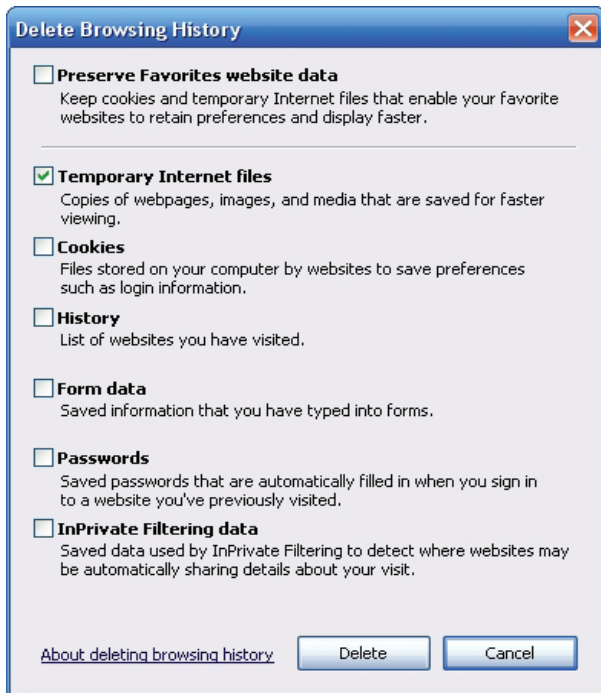 Delete Browsing History
Preserve Favorites website data
Keep cookies and temporary Internet files that enable your favorite
websites to retain preferences and display faster.
Temporary Internet files
Copies of webpages, images, and media that are saved for faster
viewing.
Cookies
Files stored on your computer by websites to save preferences
such as login information.
History
List of websites you have visited.
Form data
Saved information that you have typed into forms.
Passwords
Saved passwords that are automatically filled in when you sign in
to a website you've previously visited.
InPrivate Filtering data
Saved data used by InPrivate Filtering to detect where websites may
be automatically sharing details about your visit.
About deleting browsing history Delete Cancel